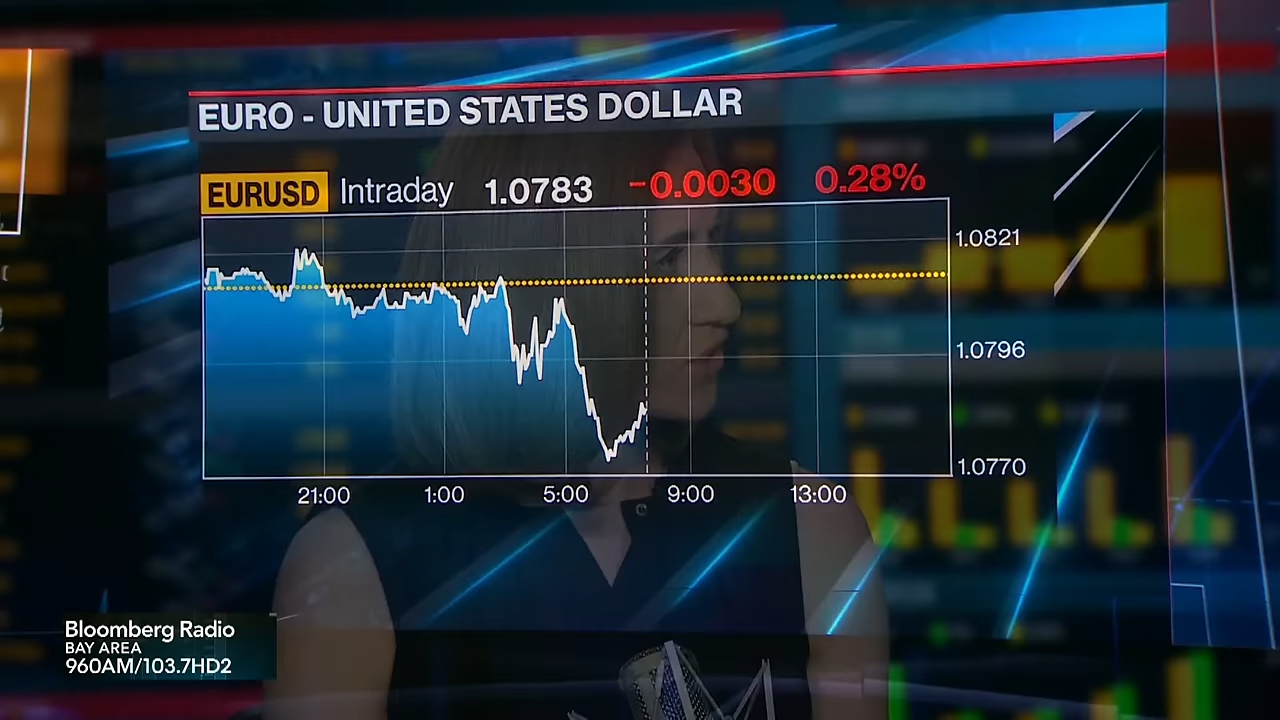 EURO - UNITED STATES DOLLAR
EURUSD Intraday 1.0783 -0.0030 0.28%
1.0821
1.0796
1.0770
21:00 1:00 5:00 9:00 13:00
Bloomberg Radio
BAY AREA
960AM/103.7HD2